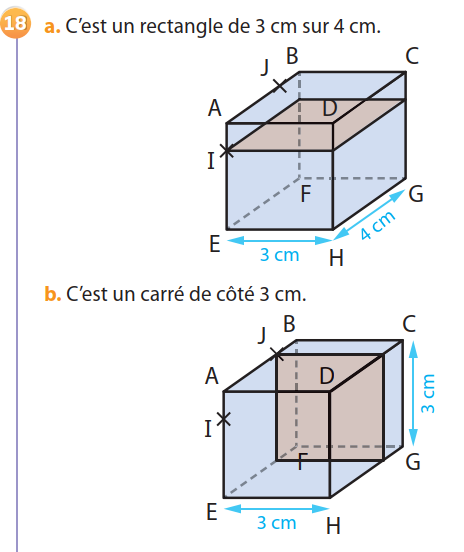 18 a. C'est un rectangle de 3 cm sur 4 cm.
B C
J
A D
I
F G
E 3 cm H 4 cm
b. C'est un carré de côté 3 cm.
J B C
A D
3 cm
I
F G
E 3 cm H